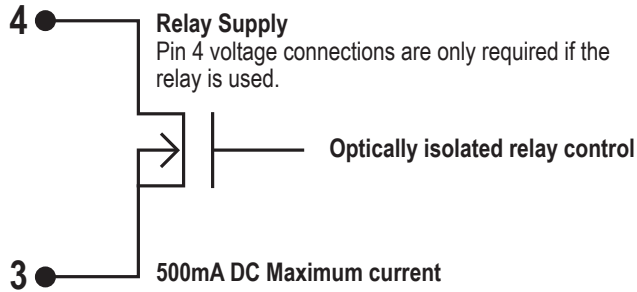 4
Relay Supply
Pin 4 voltage connections are only required if the
relay is used.
Optically isolated relay control
3
500mA DC Maximum current